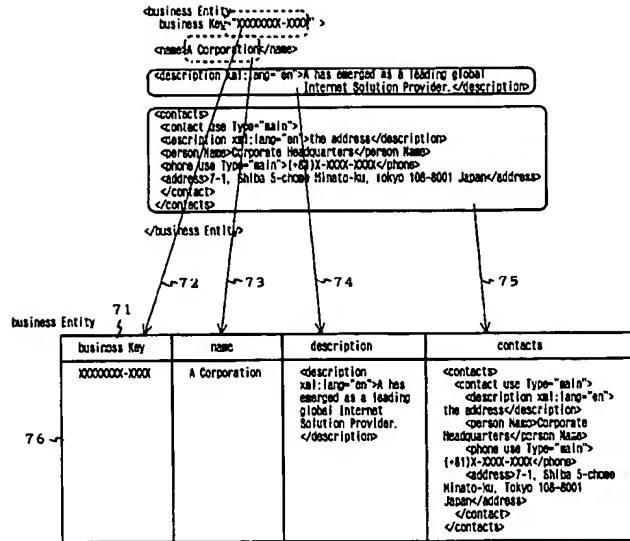 <business Entity
business Key="XXXXXXXX-XXXX" >
<name>A Corporation</name>
<description xml:lang="en">A has emerged as a leading global
Internet Solution Provider.</description>
<contacts>
<contact use Type="main">
<description xml:lang="en">the address</description>
<person Name>Corporate Headquarters</person Name>
<phone use Type="main">(+81)X-XXXX-XXXX</phone>
<address>7-1, Shiba 5-chome Minato-ku, Tokyo 108-8001 Japan</address>
</contact>
</contacts>
</business Entity>
72
73
74
75
71
business Entity
business Key
name
description
contacts
XXXXXXXX-XXXX
A Corporation
<description
xml:lang="en">A has
emerged as a leading
global Internet
Solution Provider.
</description>
<contacts>
<contact use Type="main">
<description xml:lang="en">
the address</description>
<person Name>Corporate
Headquarters</person Name>
<phone use Type="main">
(+81)X-XXXX-XXXX</phone>
<address>7-1, Shiba 5-chome
Minato-ku, Tokyo 108-8001
Japan</address>
</contact>
</contacts>
76